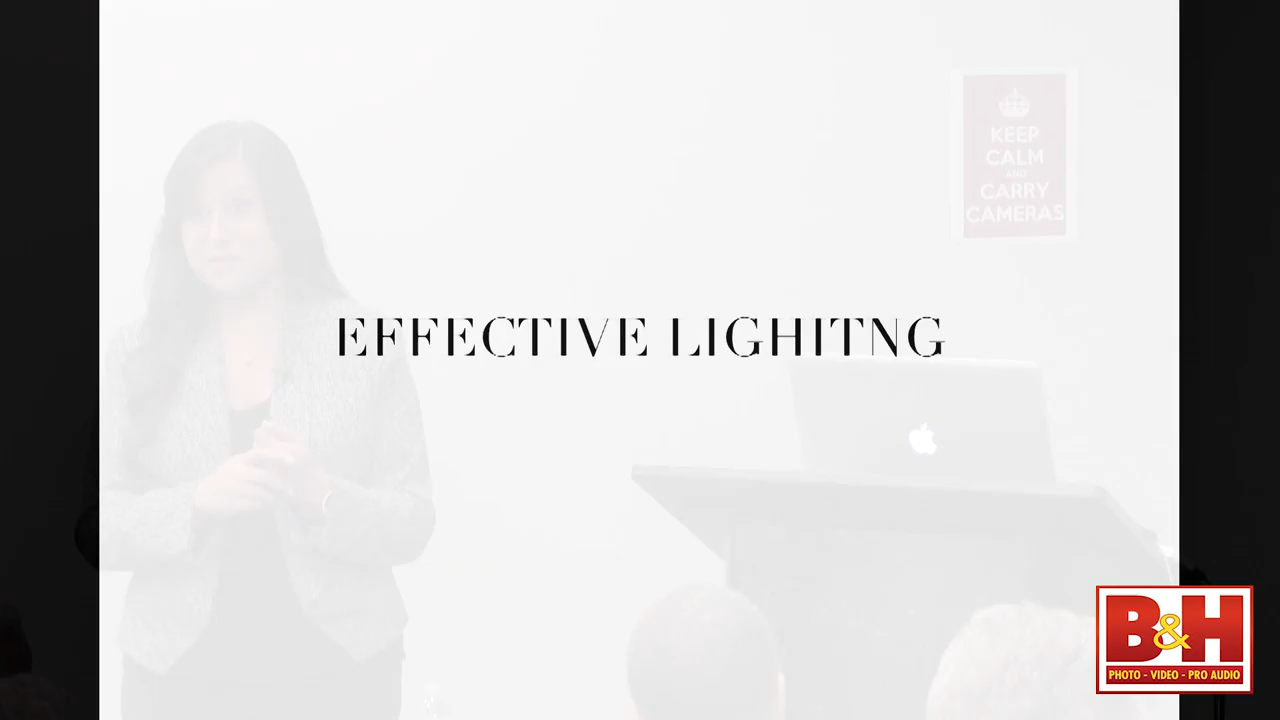 KEEP
CALM
AND
CARRY
CAMERAS
EFFECTIVE LIGHITNG
B&H
PHOTO - VIDEO - PRO AUDIO